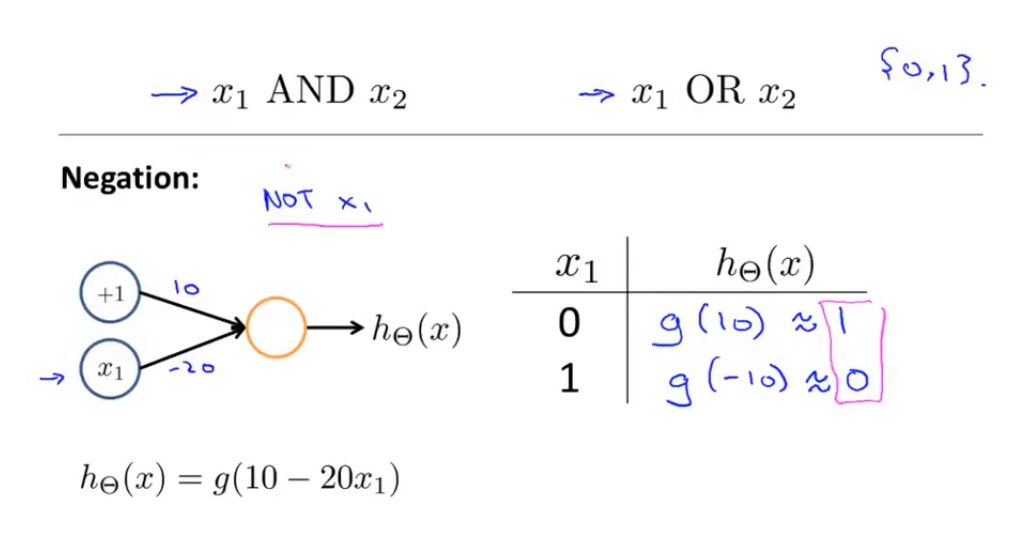 → x₁ AND x₂
→ x₁ OR x₂
{0,1}.
Negation:
NOT x₁
+1
10
x₁
-20
→ h_Θ(x)
x₁ h_Θ(x)
0 g(10) ≈ 1
1 g(-10) ≈ 0
h_Θ(x) = g(10 − 20x₁)